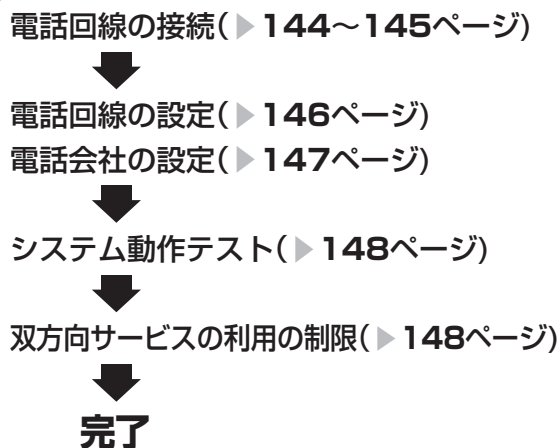 電話回線の接続(▶144〜145ページ)
電話回線の設定(▶146ページ)
電話会社の設定(▶147ページ)
システム動作テスト(▶148ページ)
双方向サービスの利用の制限(▶148ページ)
完了